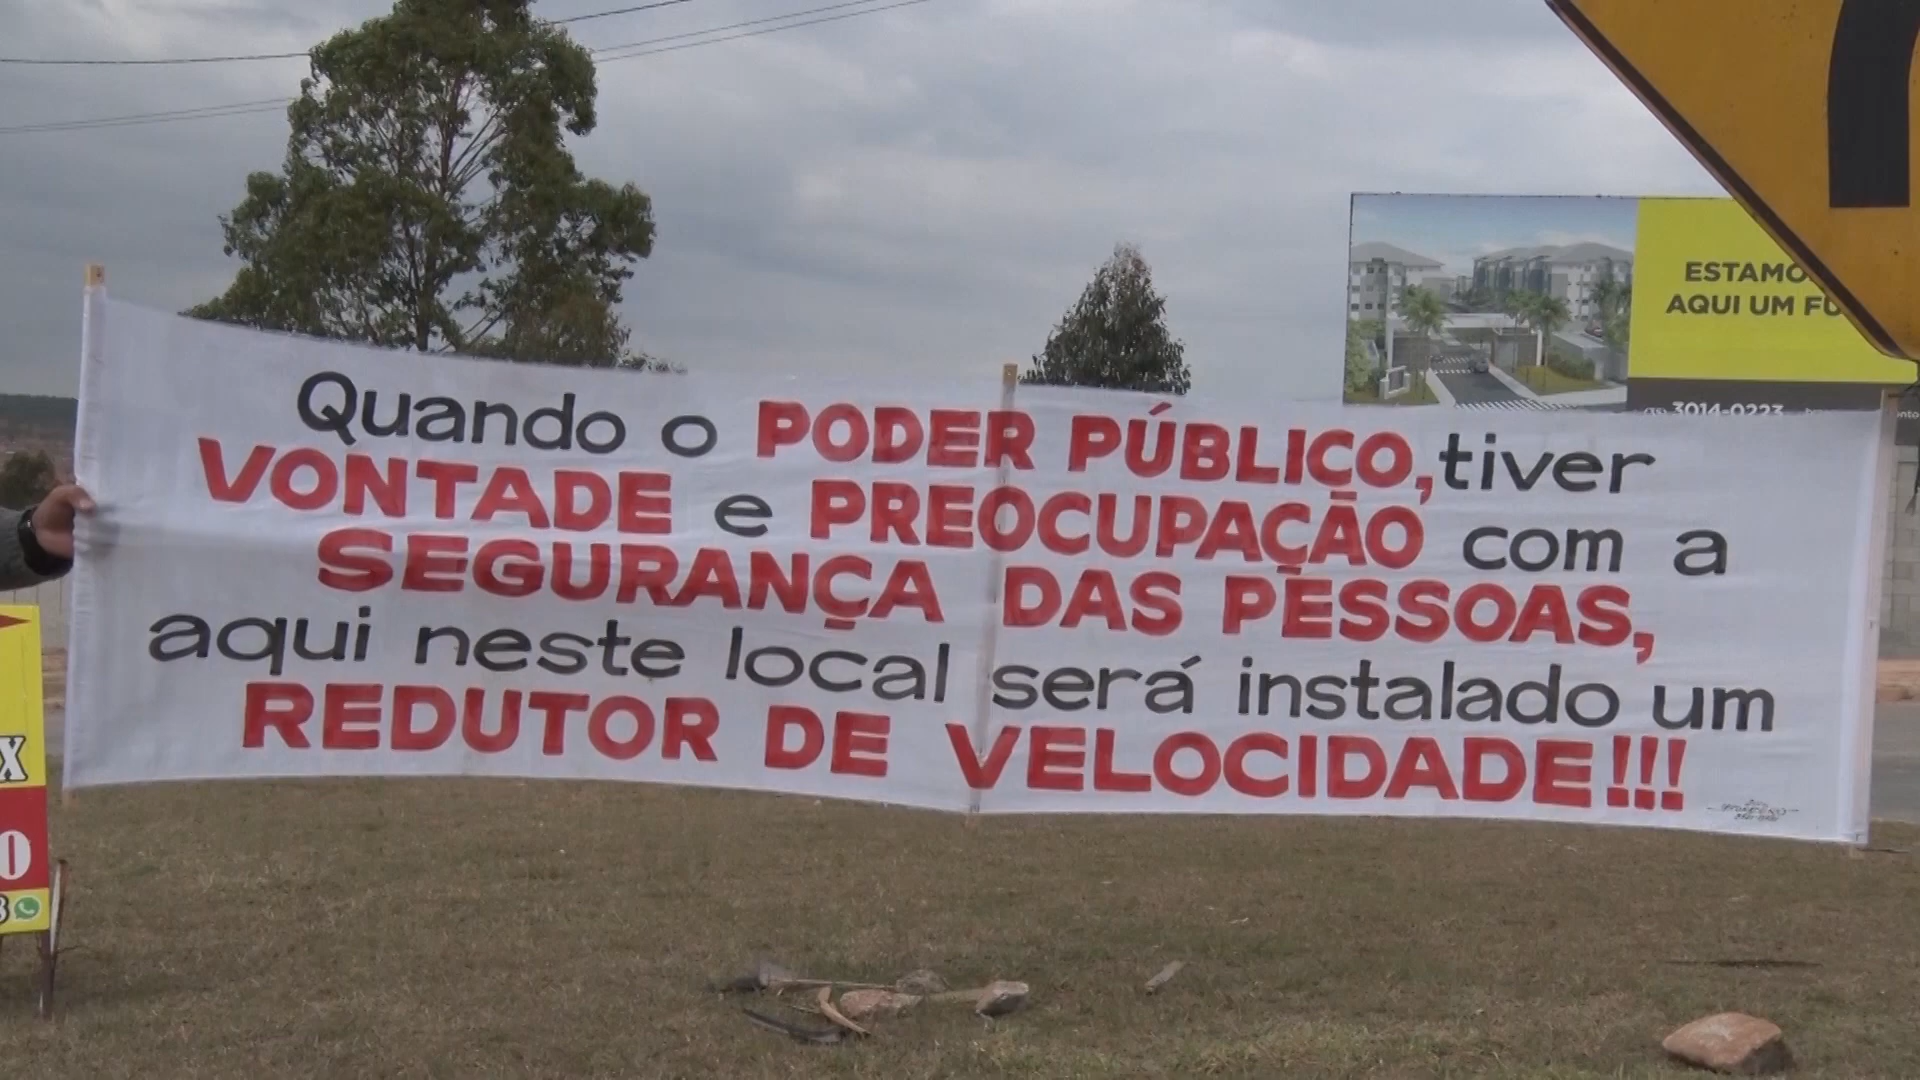 ESTAMO
AQUI UM FU
3014-0223
Quando o PODER PÚBLICO, tiver
VONTADE e PREOCUPAÇÃO com a
SEGURANÇA DAS PESSOAS,
aqui neste local será instalado um
REDUTOR DE VELOCIDADE!!!
X
0